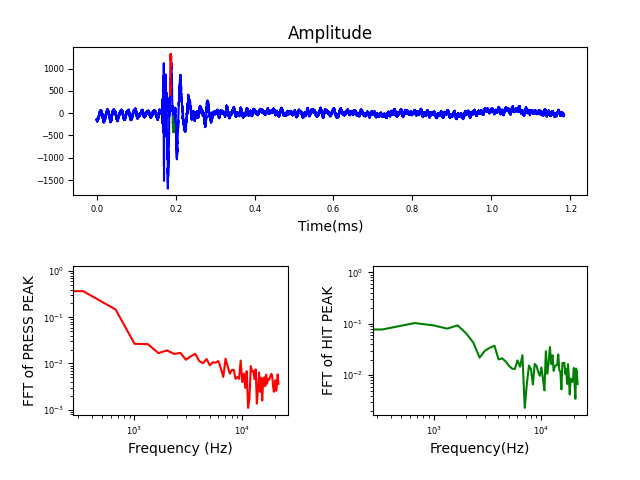 Amplitude
1000
500
0
−500
−1000
−1500
0.0 0.2 0.4 0.6 0.8 1.0 1.2
Time(ms)
FFT of PRESS PEAK
10⁰
10⁻¹
10⁻²
10⁻³
10³ 10⁴
Frequency (Hz)
FFT of HIT PEAK
10⁰
10⁻¹
10⁻²
10³ 10⁴
Frequency(Hz)